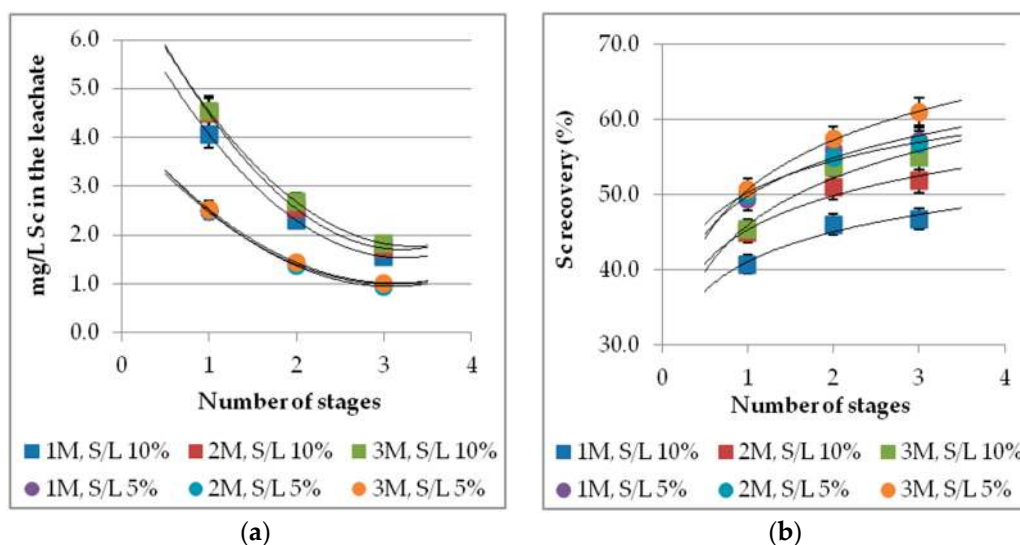 6.0
5.0
4.0
3.0
2.0
1.0
0.0
mg/L Sc in the leachate
0 1 2 3 4
Number of stages
1M, S/L 10% 2M, S/L 10% 3M, S/L 10%
1M, S/L 5% 2M, S/L 5% 3M, S/L 5%
(a)
70.0
60.0
50.0
40.0
30.0
Sc recovery (%)
0 1 2 3 4
Number of stages
1M, S/L 10% 2M, S/L 10% 3M, S/L 10%
1M, S/L 5% 2M, S/L 5% 3M, S/L 5%
(b)